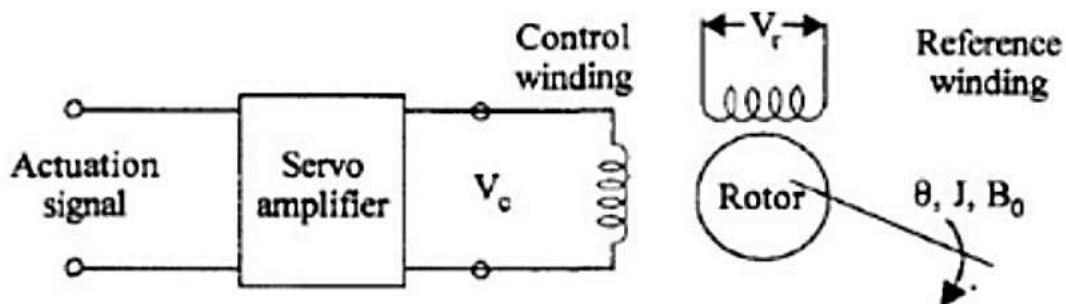 Control
winding
V_r
Reference
winding
Actuation
signal
Servo
amplifier
V_c
Rotor
θ, J, B_0